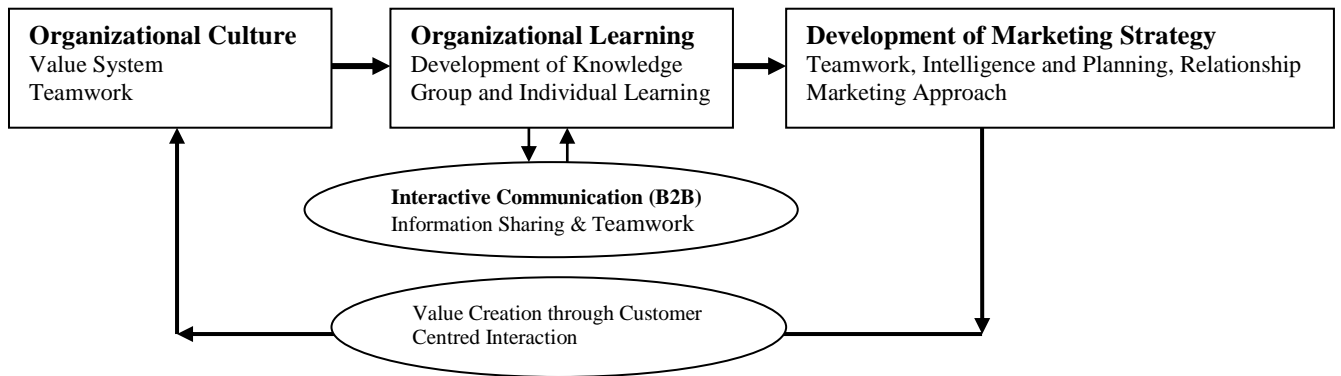 Organizational Culture
Value System
Teamwork
Organizational Learning
Development of Knowledge
Group and Individual Learning
Development of Marketing Strategy
Teamwork, Intelligence and Planning, Relationship
Marketing Approach
Interactive Communication (B2B)
Information Sharing & Teamwork
Value Creation through Customer
Centred Interaction